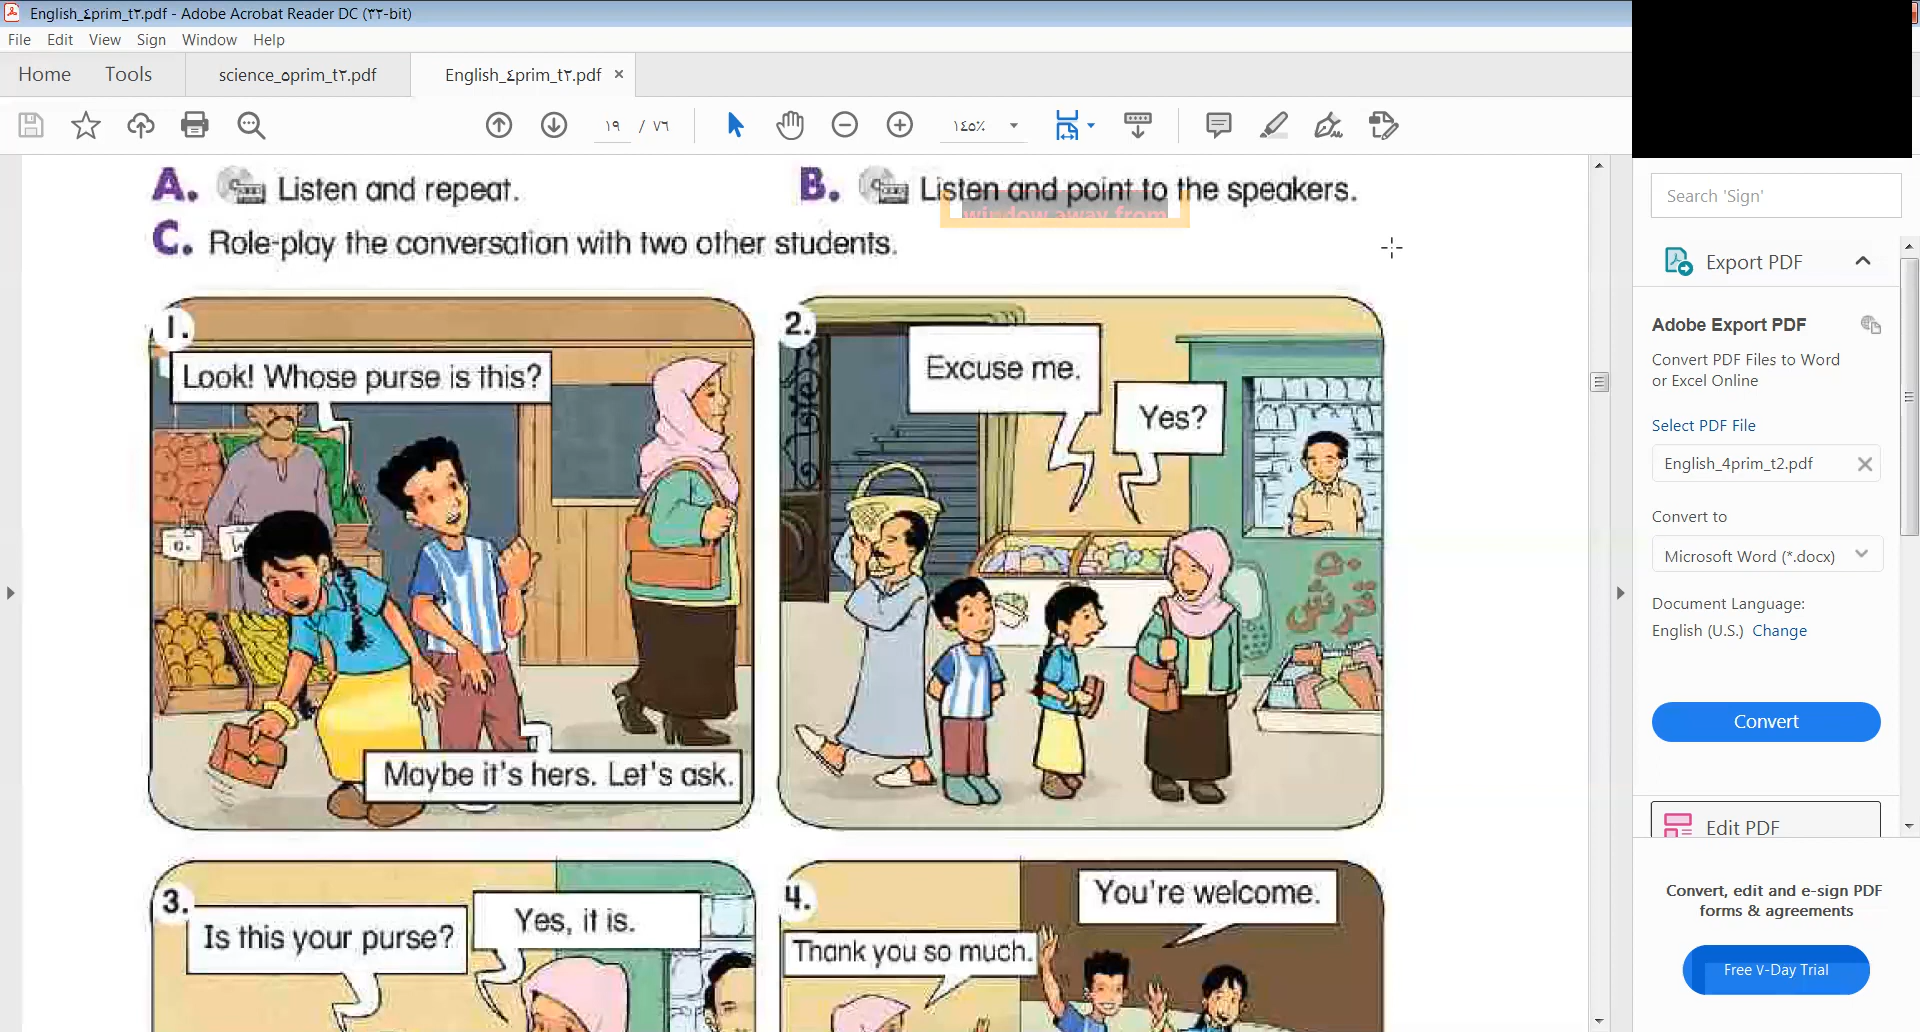 English_٤prim_t٢.pdf - Adobe Acrobat Reader DC (٣٢-bit)
File Edit View Sign Window Help
Home Tools science_٥prim_t٢.pdf English_٤prim_t٢.pdf ×
١٩ / ٧٦ ١٤٥٪
A. Listen and repeat.
B. Listen and point to the speakers.
window away from
C. Role-play the conversation with two other students.
1.
Look! Whose purse is this?
Maybe it's hers. Let's ask.
2.
Excuse me.
Yes?
٥٠
قرش
3.
Is this your purse?
Yes, it is.
4.
Thank you so much.
You're welcome.
Search 'Sign'
Export PDF
Adobe Export PDF
Convert PDF Files to Word
or Excel Online
Select PDF File
English_4prim_t2.pdf
Convert to
Microsoft Word (*.docx)
Document Language:
English (U.S.) Change
Convert
Edit PDF
Convert, edit and e-sign PDF
forms & agreements
Free V-Day Trial